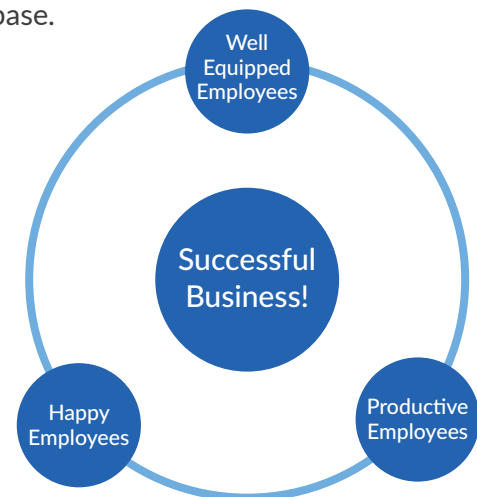 base.
Well
Equipped
Employees
Successful
Business!
Happy
Employees
Productive
Employees